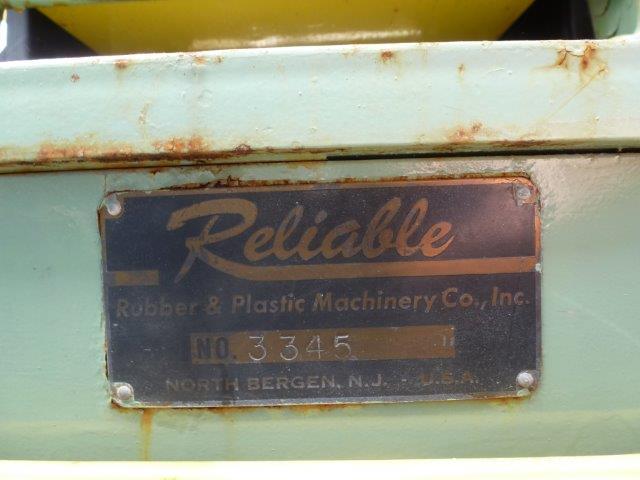 Reliable
Rubber & Plastic Machinery Co., Inc.
NO. 3345
NORTH BERGEN, N.J. - U.S.A.